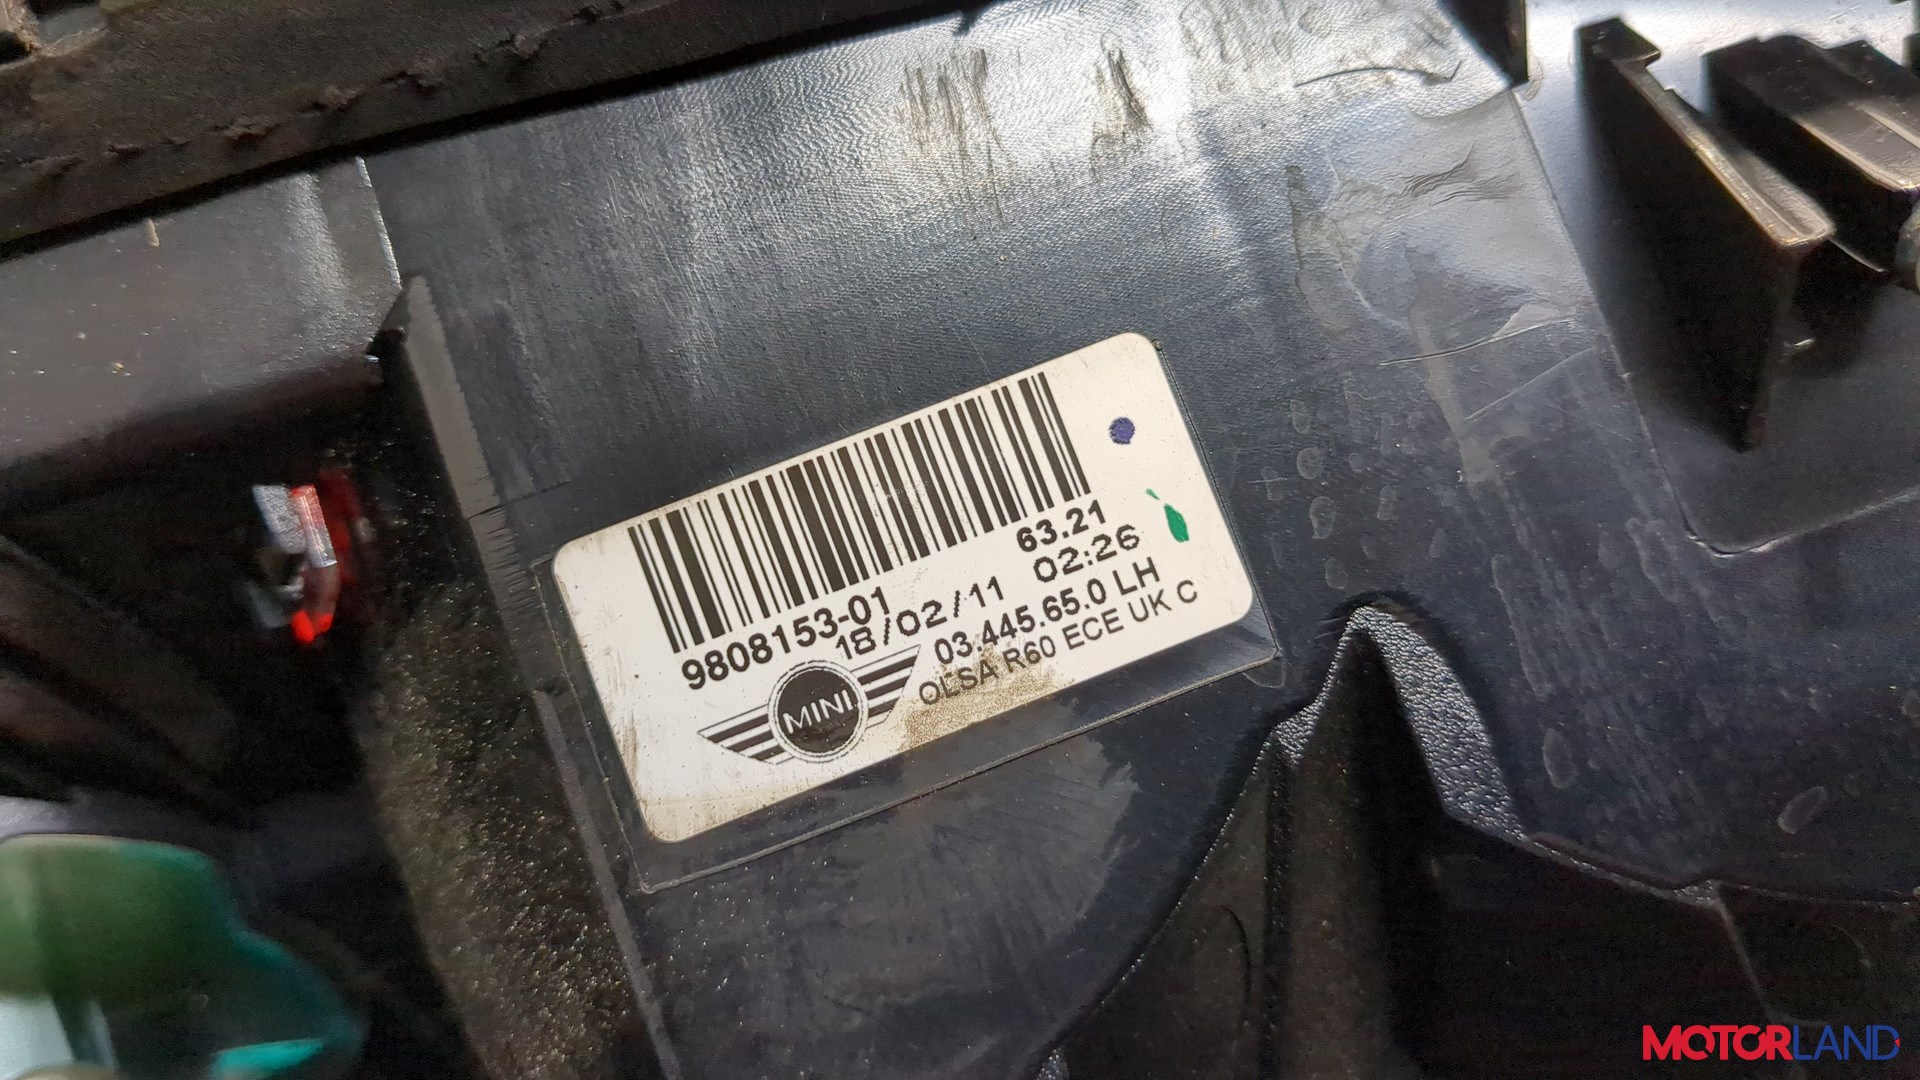 63.21
9808153-01
18/02/11 02:26
03.445.65.0 LH
MINI
OLSA R60 ECE UK C
MOTORLAND